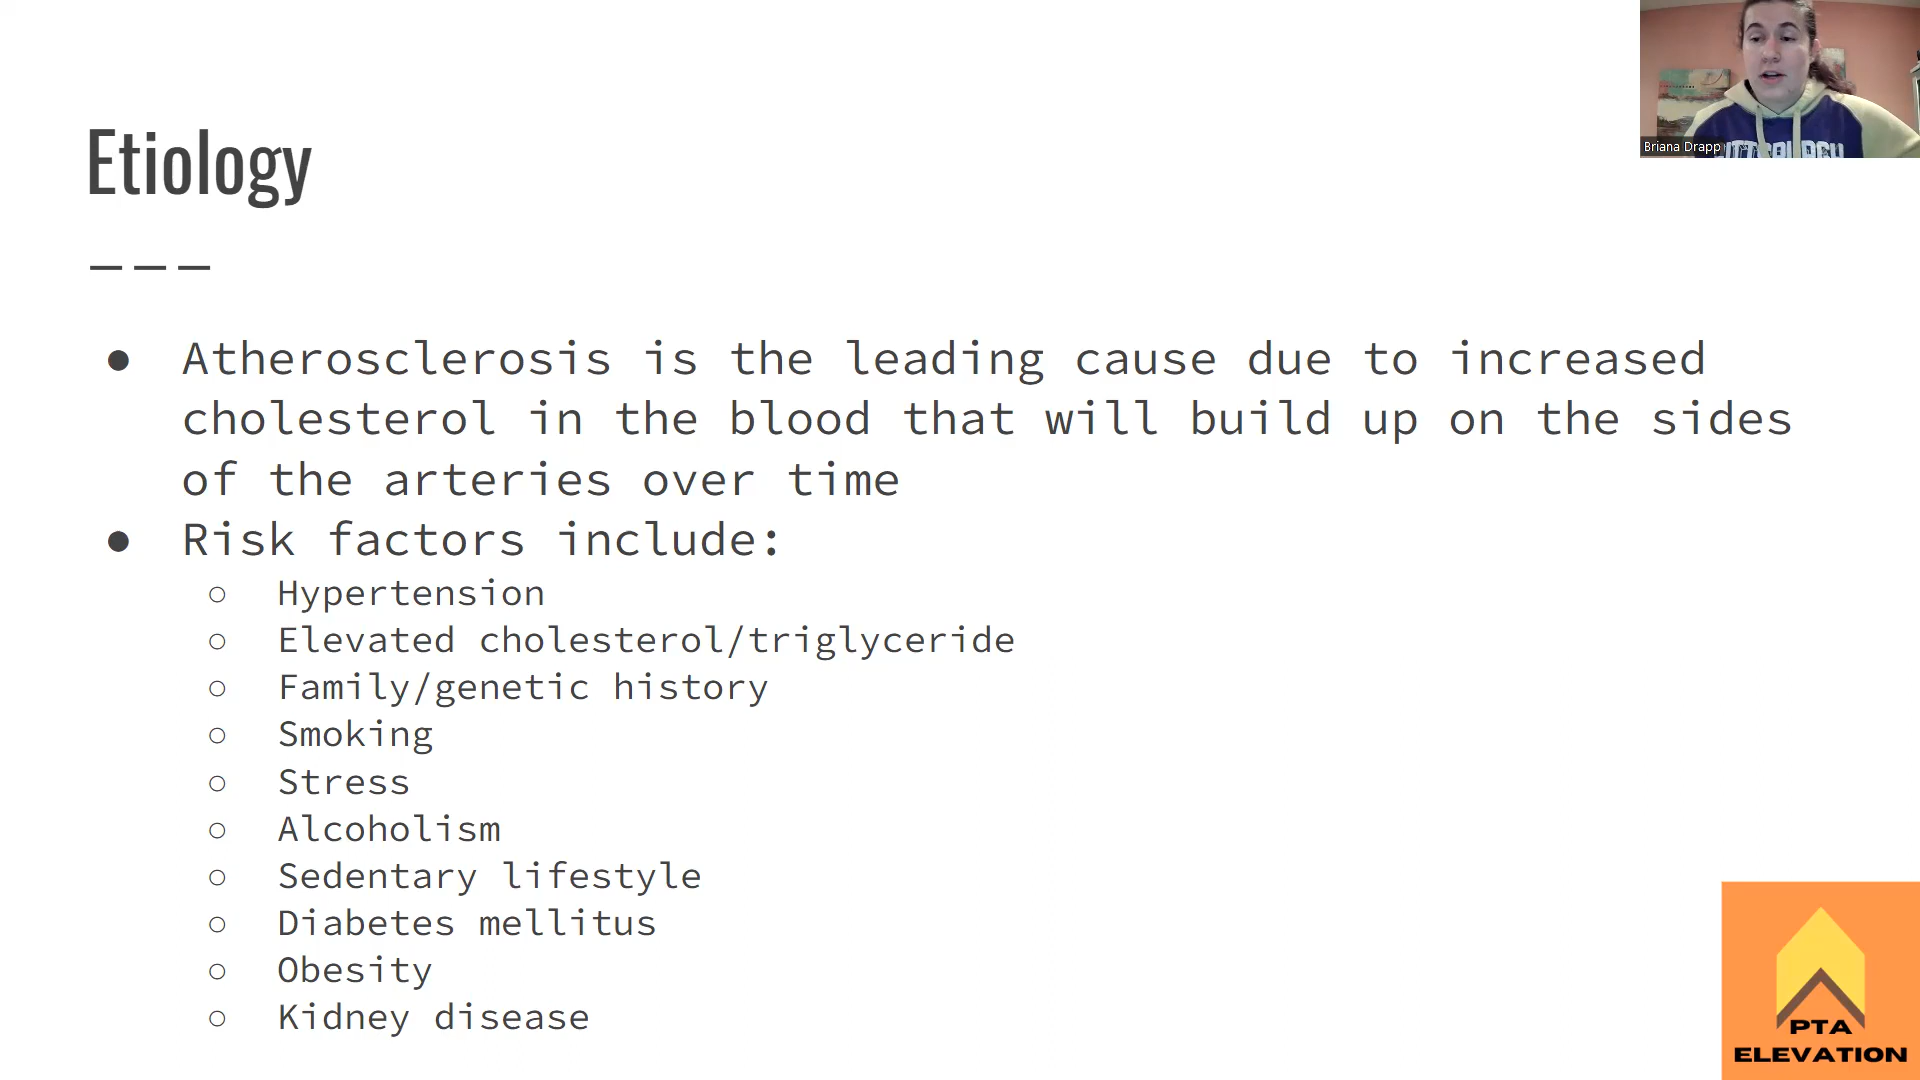 Etiology
● Atherosclerosis is the leading cause due to increased
cholesterol in the blood that will build up on the sides
of the arteries over time
● Risk factors include:
○ Hypertension
○ Elevated cholesterol/triglyceride
○ Family/genetic history
○ Smoking
○ Stress
○ Alcoholism
○ Sedentary lifestyle
○ Diabetes mellitus
○ Obesity
○ Kidney disease
Briana Drapp
PITTSBURGH
PTA
ELEVATION